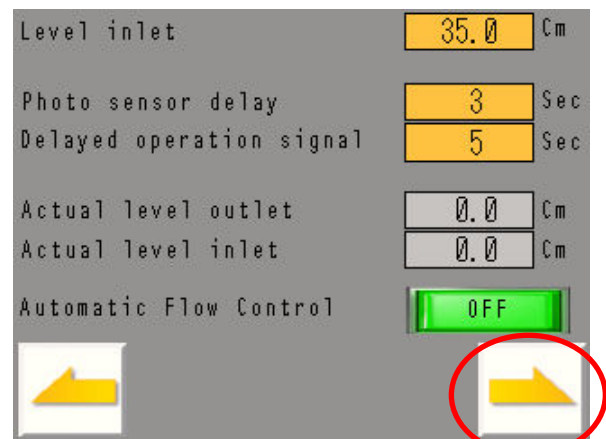 Level inlet 35.0 Cm
Photo sensor delay 3 Sec
Delayed operation signal 5 Sec
Actual level outlet 0.0 Cm
Actual level inlet 0.0 Cm
Automatic Flow Control OFF